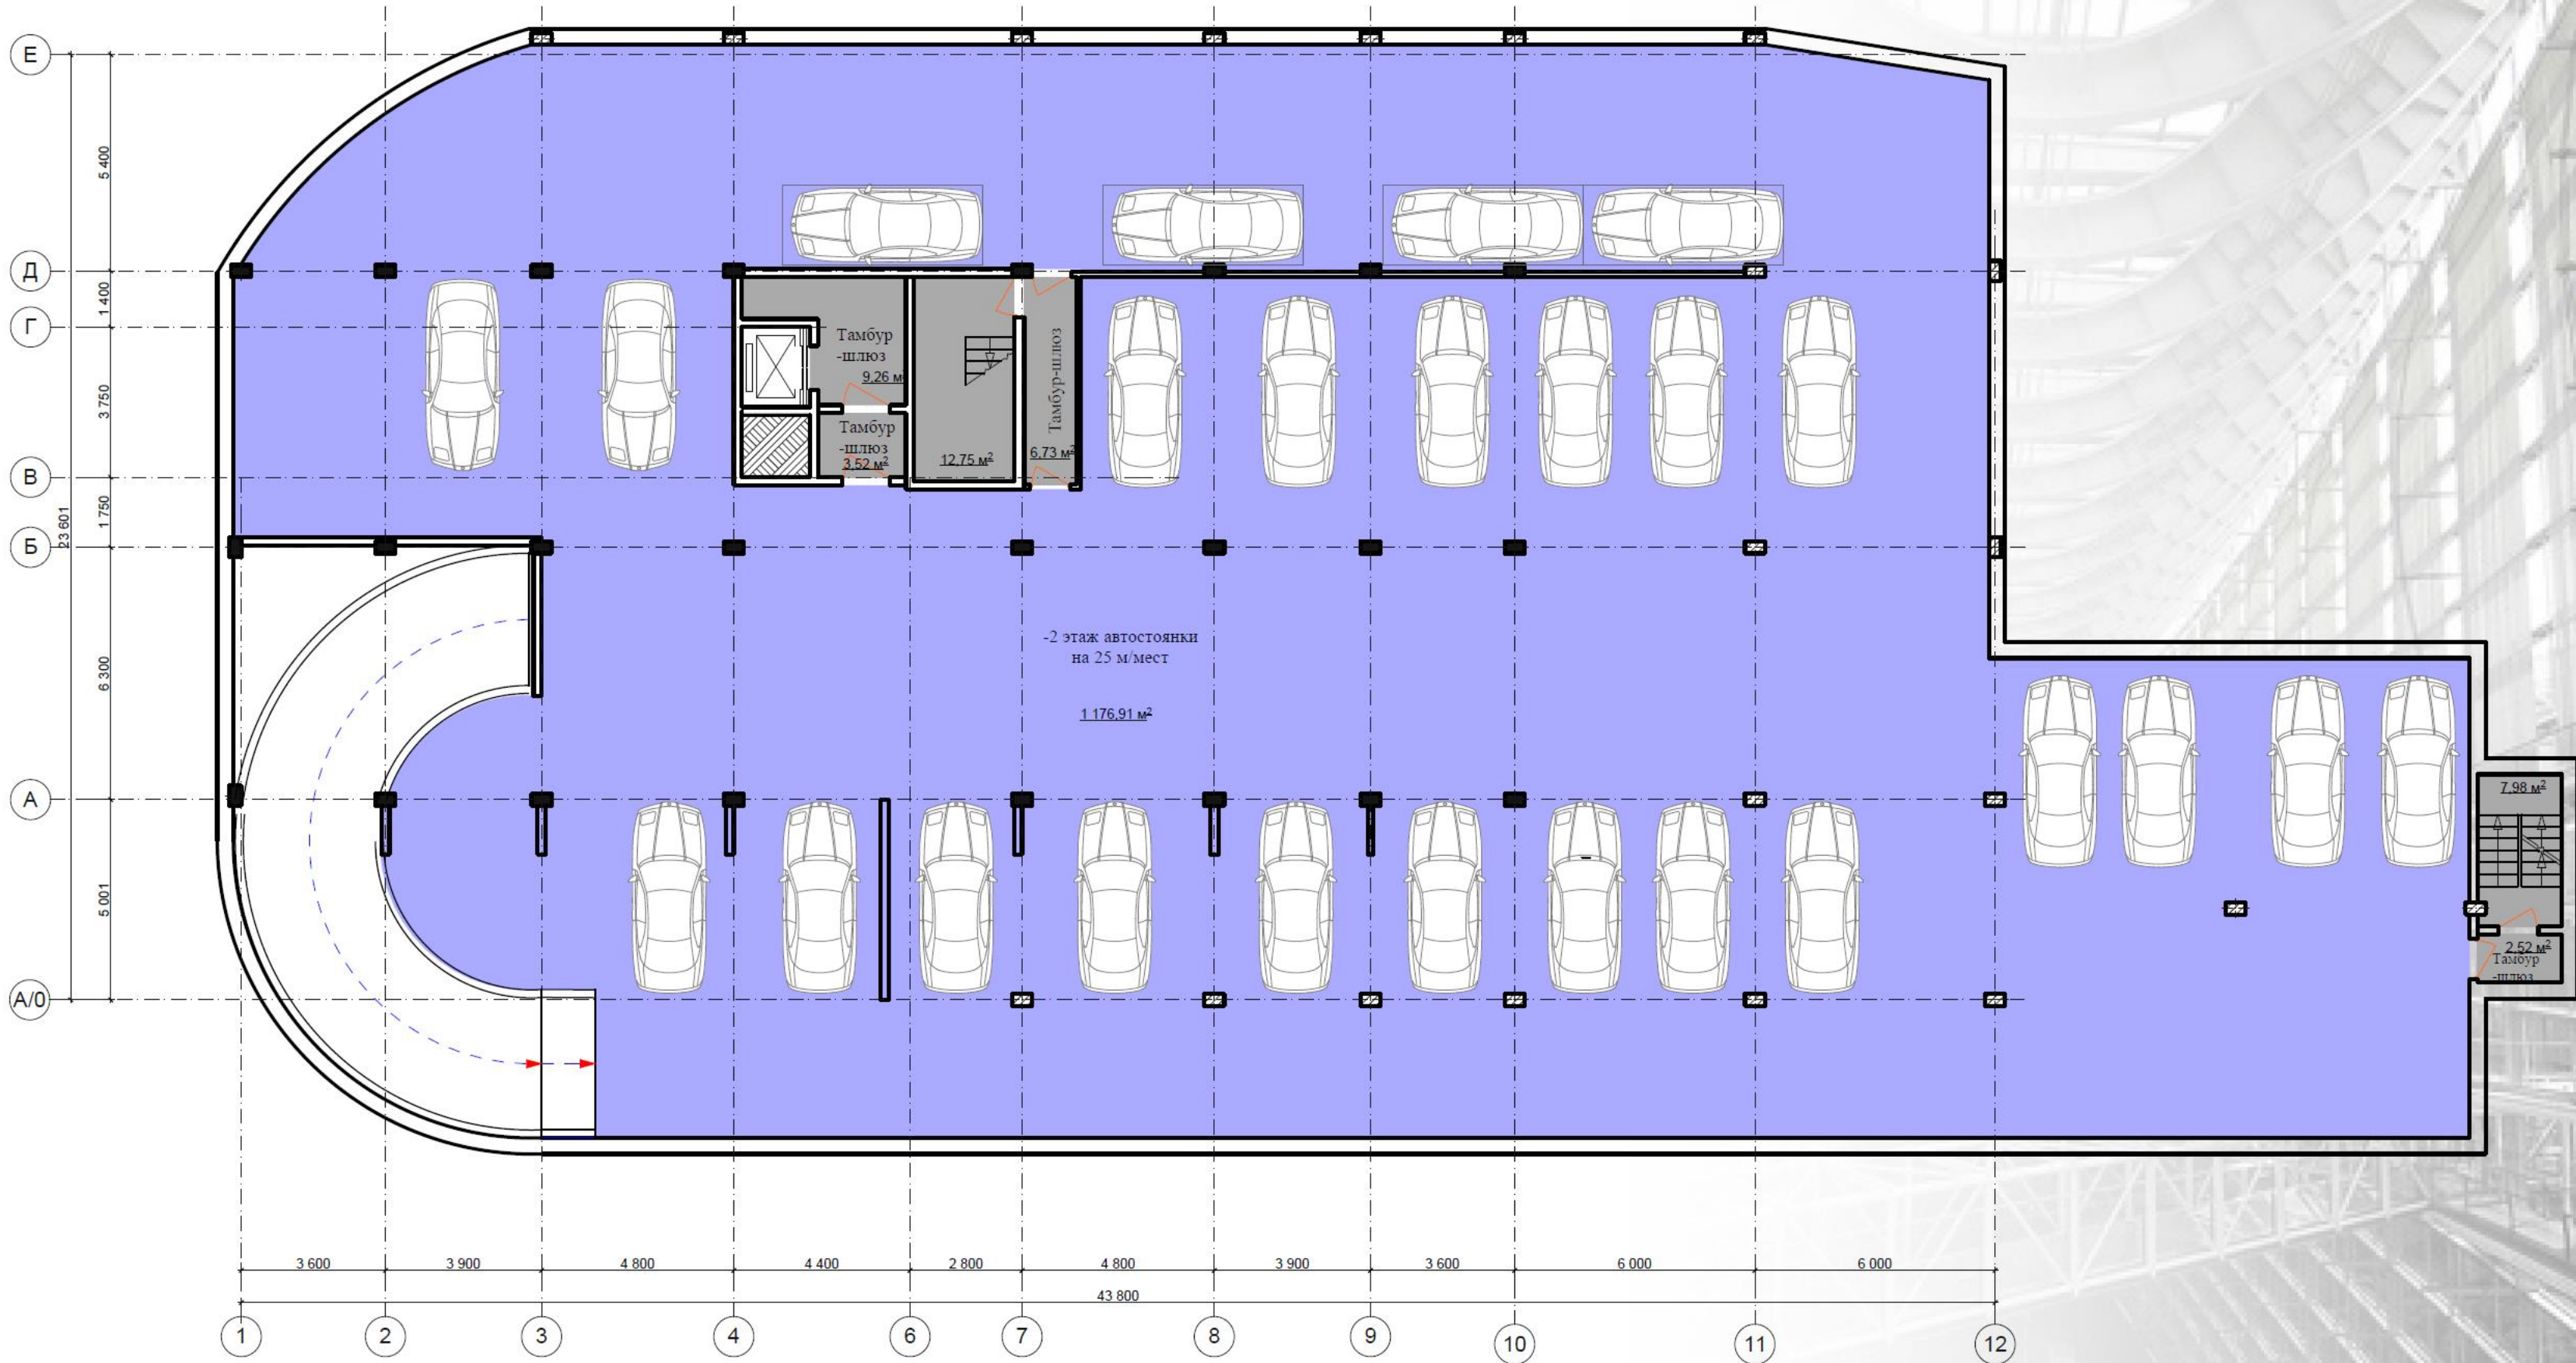 Е
Д
Г
В
Б
А
А/0
5 400
1 400
3 750
1 750
6 300
5 001
23 601
Тамбур
-шлюз
9,26 м
Тамбур
-шлюз
3,52 м²
12,75 м²
Тамбур-шлюз
6,73 м²
-2 этаж автостоянки
на 25 м/мест
1 176,91 м²
7,98 м²
2,52 м²
Тамбур
-шлюз
3 600
3 900
4 800
4 400
2 800
4 800
3 900
3 600
6 000
6 000
43 800
1
2
3
4
6
7
8
9
10
11
12